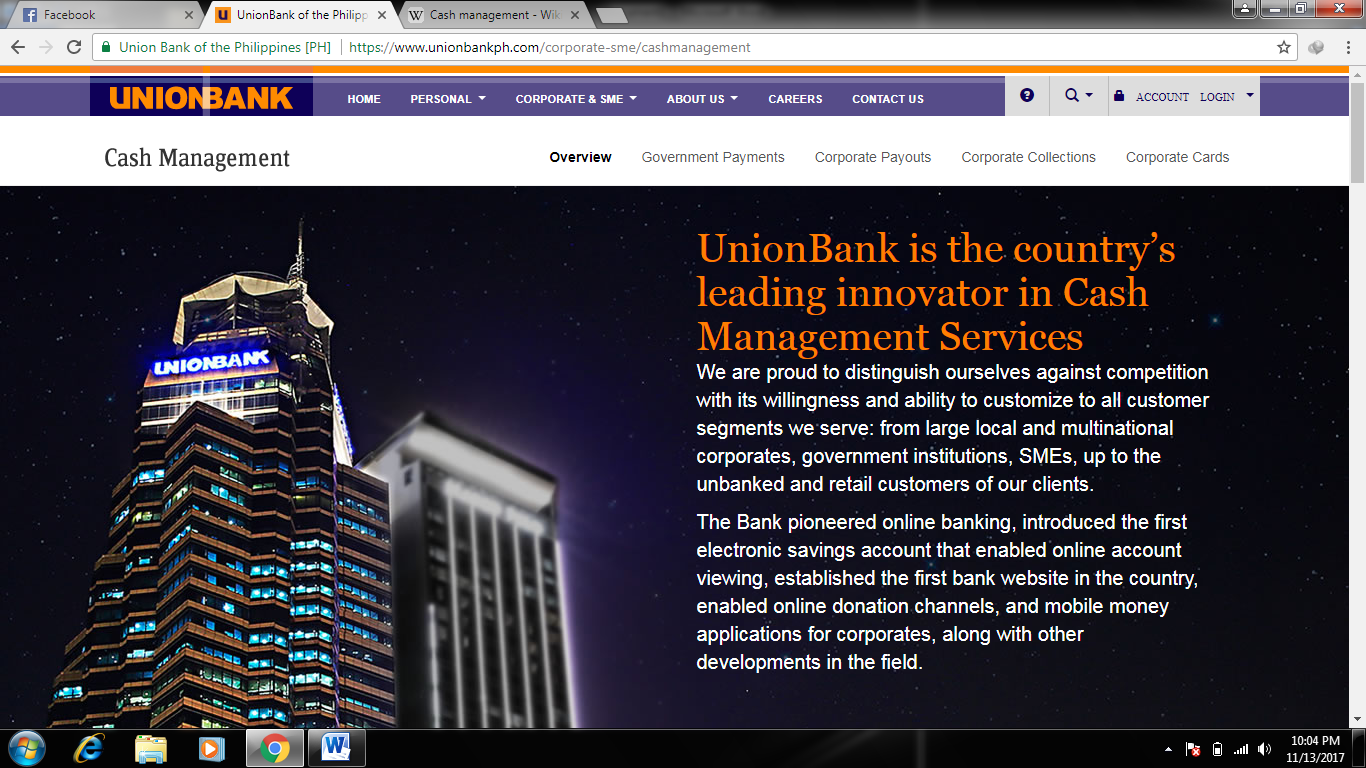 Facebook
UnionBank of the Philipp
Cash management - Wik
Union Bank of the Philippines [PH]
https://www.unionbankph.com/corporate-sme/cashmanagement
UNIONBANK
HOME
PERSONAL
CORPORATE & SME
ABOUT US
CAREERS
CONTACT US
ACCOUNT LOGIN
Cash Management
Overview
Government Payments
Corporate Payouts
Corporate Collections
Corporate Cards
UNIONBANK
UnionBank is the country’s
leading innovator in Cash
Management Services
We are proud to distinguish ourselves against competition
with its willingness and ability to customize to all customer
segments we serve: from large local and multinational
corporates, government institutions, SMEs, up to the
unbanked and retail customers of our clients.
The Bank pioneered online banking, introduced the first
electronic savings account that enabled online account
viewing, established the first bank website in the country,
enabled online donation channels, and mobile money
applications for corporates, along with other
developments in the field.
10:04 PM
11/13/2017